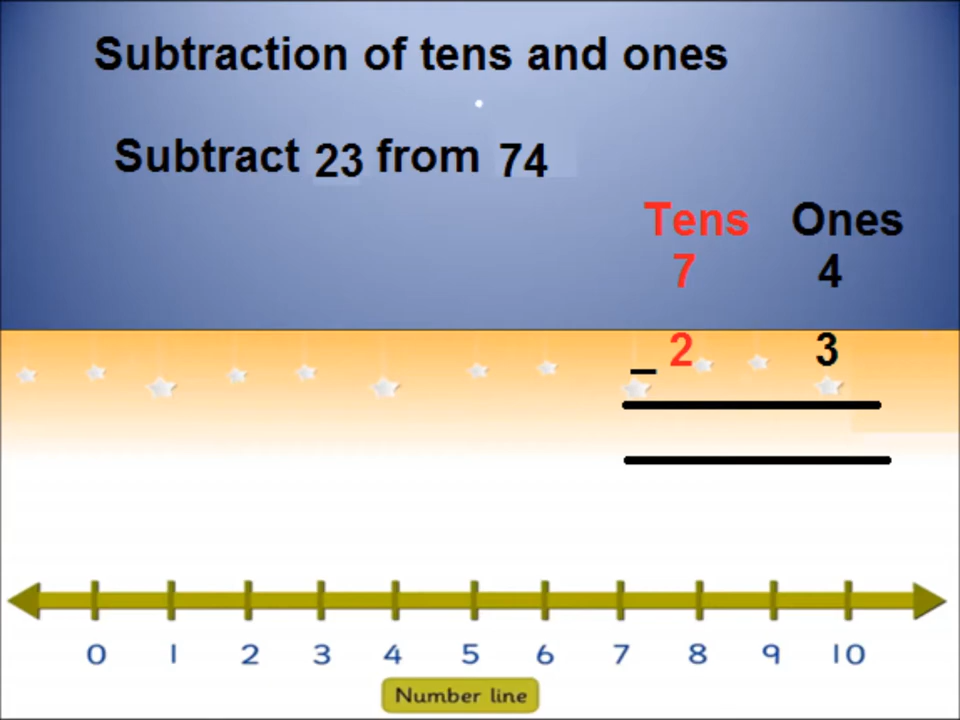 Subtraction of tens and ones
Subtract 23 from 74
Tens Ones
7 4
_ 2 3
0 1 2 3 4 5 6 7 8 9 10
Number line